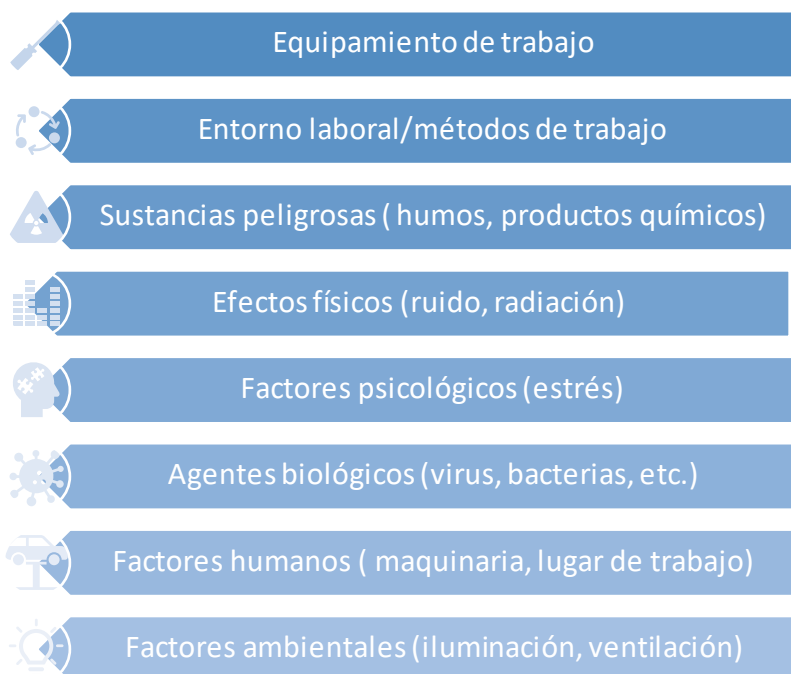 Equipamiento de trabajo
Entorno laboral/métodos de trabajo
Sustancias peligrosas ( humos, productos químicos)
Efectos físicos (ruido, radiación)
Factores psicológicos (estrés)
Agentes biológicos (virus, bacterias, etc.)
Factores humanos ( maquinaria, lugar de trabajo)
Factores ambientales (iluminación, ventilación)